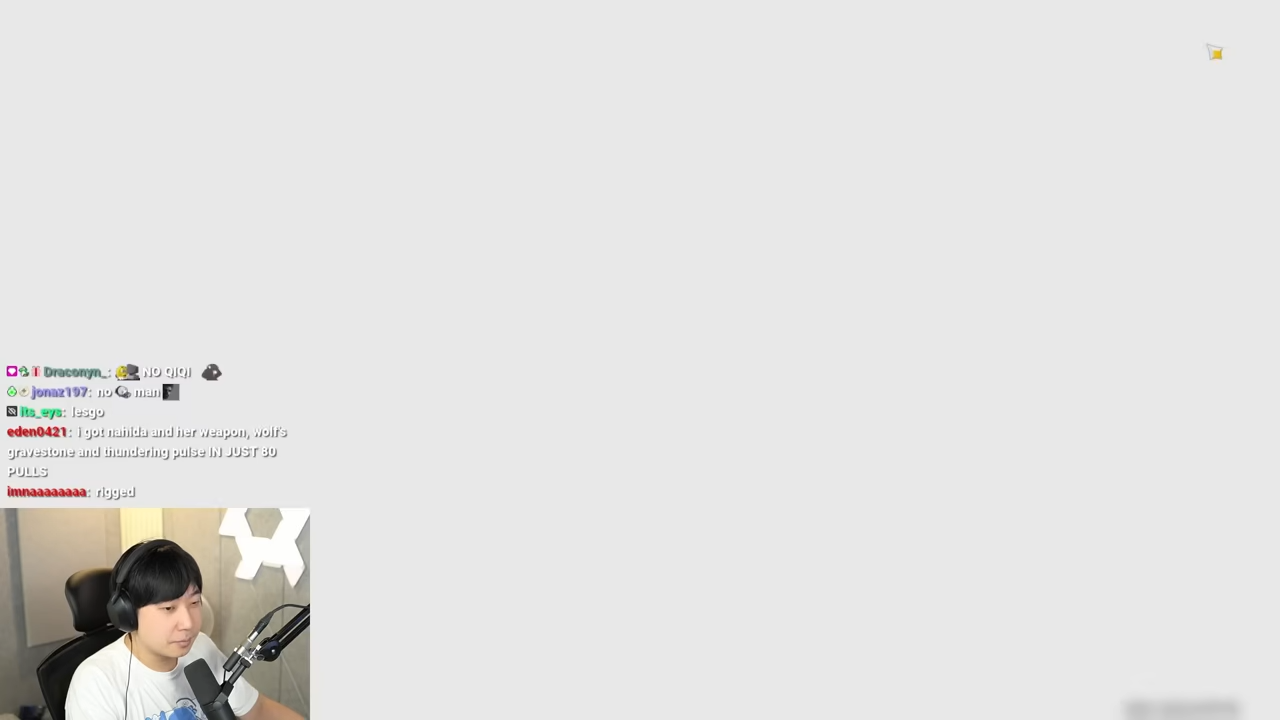 Draconyn_: NO QIQI
jonaz197: no man
its_eys: lesgo
eden0421: i got nahida and her weapon, wolf's
gravestone and thundering pulse IN JUST 80
PULLS
imnaaaaaaaa: rigged